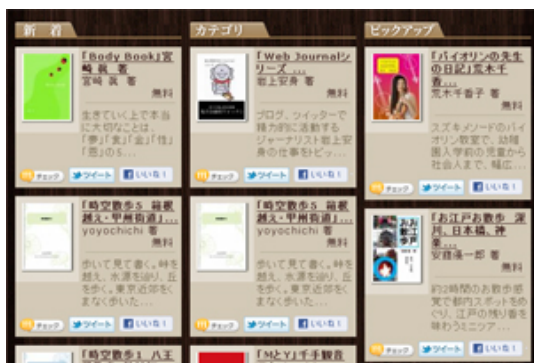 新 着
「Body Book」宮
崎 眞 著
宮崎 眞 著
無料
生きていく上で本当
に大切なことは、
「夢」「食」「金」「性」
「悪」の5...
チェック ツイート いいね!
「時空散歩5 箱根
越え・甲州街道」...
yoyochichi 著
無料
歩いて見て書く。峠を
越え、水源を辿り、丘
を歩く。東京近郊をく
まなく歩いた...
チェック ツイート いいね!
「時空散歩1 八王
カテゴリ
「Web Journalシ
リーズ ...
岩上安身 著
無料
ブログ、ツイッターで
精力的に活動する
ジャーナリスト岩上安
身の仕事をトピッ...
チェック ツイート いいね!
「時空散歩5 箱根
越え・甲州街道」...
yoyochichi 著
無料
歩いて見て書く。峠を
越え、水源を辿り、丘
を歩く。東京近郊をく
まなく歩いた...
チェック ツイート いいね!
「MとY」千手観音
ピックアップ
「バイオリンの先生
の日記」荒木千
香...
荒木千香子 著
無料
スズキメソードのバイ
オリン教室で、幼稚
園入学前の児童から
社会人まで、幅広...
チェック ツイート いいね!
「お江戸お散歩 深
川、日本橋、神
楽...
安藤優一郎 著
無料
約2時間のお散歩感
覚で都内スポットをめ
ぐり、江戸の残り香を
味わうミニツア...
チェック ツイート いいね!